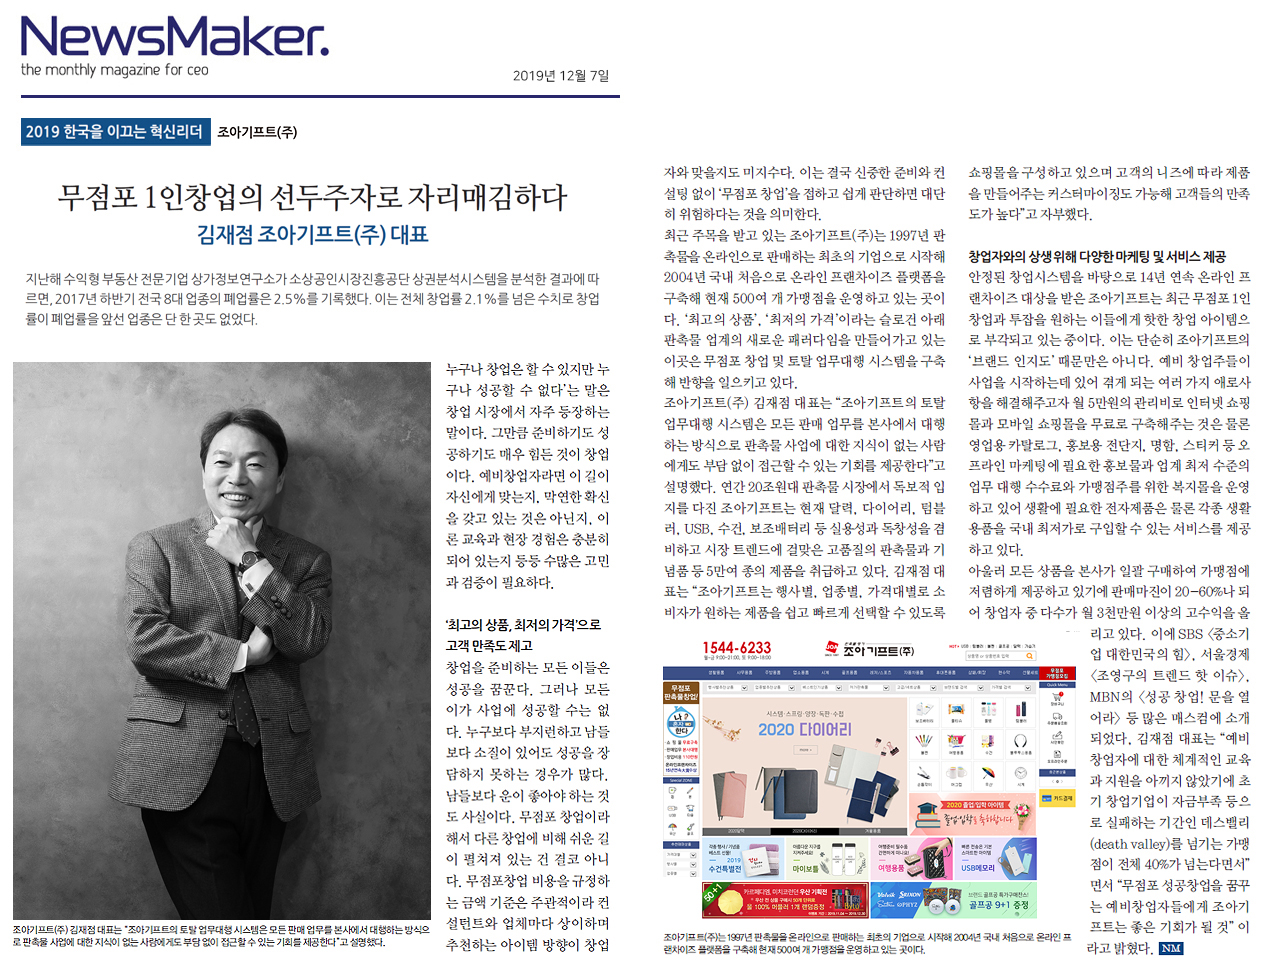 NewsMaker.
the monthly magazine for ceo
2019년 12월 7일
2019 한국을 이끄는 혁신리더 조아기프트(주)
무점포 1인창업의 선두주자로 자리매김하다
김재점 조아기프트(주) 대표
지난해 수익형 부동산 전문기업 상가정보연구소가 소상공인시장진흥공단 상권분석시스템을 분석한 결과에 따
르면, 2017년 하반기 전국 8대 업종의 폐업률은 2.5%를 기록했다. 이는 전체 창업률 2.1%를 넘은 수치로 창업
률이 폐업률을 앞선 업종은 단 한 곳도 없었다.
누구나 창업은 할 수 있지만 누
구나 성공할 수 없다'는 말은
창업 시장에서 자주 등장하는
말이다. 그만큼 준비하기도 성
공하기도 매우 힘든 것이 창업
이다. 예비창업자라면 이 길이
자신에게 맞는지, 막연한 확신
을 갖고 있는 것은 아닌지, 이
론 교육과 현장 경험은 충분히
되어 있는지 등등 수많은 고민
과 검증이 필요하다.
'최고의 상품, 최저의 가격'으로
고객 만족도 제고
창업을 준비하는 모든 이들은
성공을 꿈꾼다. 그러나 모든
이가 사업에 성공할 수는 없
다. 누구보다 부지런하고 남들
보다 소질이 있어도 성공을 장
담하지 못하는 경우가 많다.
남들보다 운이 좋아야 하는 것
도 사실이다. 무점포 창업이라
해서 다른 창업에 비해 쉬운 길
이 펼쳐져 있는 건 결코 아니
다. 무점포창업 비용을 규정하
는 금액 기준은 주관적이라 컨
설턴트와 업체마다 상이하며
추천하는 아이템 방향이 창업
조아기프트(주) 김재점 대표는 "조아기프트의 토탈 업무대행 시스템은 모든 판매 업무를 본사에서 대행하는 방식으
로 판촉물 사업에 대한 지식이 없는 사람에게도 부담 없이 접근할 수 있는 기회를 제공한다"고 설명했다.
자와 맞을지도 미지수다. 이는 결국 신중한 준비와 컨
설팅 없이 '무점포 창업'을 접하고 쉽게 판단하면 대단
히 위험하다는 것을 의미한다.
최근 주목을 받고 있는 조아기프트(주)는 1997년 판
촉물을 온라인으로 판매하는 최초의 기업으로 시작해
2004년 국내 처음으로 온라인 프랜차이즈 플랫폼을
구축해 현재 500여 개 가맹점을 운영하고 있는 곳이
다. '최고의 상품', '최저의 가격'이라는 슬로건 아래
판촉물 업계의 새로운 패러다임을 만들어가고 있는
이곳은 무점포 창업 및 토탈 업무대행 시스템을 구축
해 반향을 일으키고 있다.
조아기프트(주) 김재점 대표는 "조아기프트의 토탈
업무대행 시스템은 모든 판매 업무를 본사에서 대행
하는 방식으로 판촉물 사업에 대한 지식이 없는 사람
에게도 부담 없이 접근할 수 있는 기회를 제공한다"고
설명했다. 연간 20조원대 판촉물 시장에서 독보적 입
지를 다진 조아기프트는 현재 달력, 다이어리, 텀블
러, USB, 수건, 보조배터리 등 실용성과 독창성을 겸
비하고 시장 트렌드에 걸맞은 고품질의 판촉물과 기
념품 등 5만여 종의 제품을 취급하고 있다. 김재점 대
표는 "조아기프트는 행사별, 업종별, 가격대별로 소
비자가 원하는 제품을 쉽고 빠르게 선택할 수 있도록
1544-6233
조아기프트(주)
무점포
판촉물창업!
나
혼자
한다
시스템·스프링·양장·독판·수첩
2020 다이어리
2020 졸업/입학 아이템
졸업·입학을 축하합니다
2019
수건특별전
마이보틀
여행용품
USB메모리
카드결제
50+1
카르페디엠, 미치코런던 우산 기획전
Volvik SRIXON
골프공 9+1 증정
조아기프트(주)는 1997년 판촉물을 온라인으로 판매하는 최초의 기업으로 시작해 2004년 국내 처음으로 온라인 프
랜차이즈 플랫폼을 구축해 현재 500여 개 가맹점을 운영하고 있는 곳이다.
쇼핑몰을 구성하고 있으며 고객의 니즈에 따라 제품
을 만들어주는 커스터마이징도 가능해 고객들의 만족
도가 높다"고 자부했다.
창업자와의 상생 위해 다양한 마케팅 및 서비스 제공
안정된 창업시스템을 바탕으로 14년 연속 온라인 프
랜차이즈 대상을 받은 조아기프트는 최근 무점포 1인
창업과 투잡을 원하는 이들에게 핫한 창업 아이템으
로 부각되고 있는 중이다. 이는 단순히 조아기프트의
'브랜드 인지도' 때문만은 아니다. 예비 창업주들이
사업을 시작하는데 있어 겪게 되는 여러 가지 애로사
항을 해결해주고자 월 5만원의 관리비로 인터넷 쇼핑
몰과 모바일 쇼핑몰을 무료로 구축해주는 것은 물론
영업용 카탈로그, 홍보용 전단지, 명함, 스티커 등 오
프라인 마케팅에 필요한 홍보물과 업계 최저 수준의
업무 대행 수수료와 가맹점주를 위한 복지몰을 운영
하고 있어 생활에 필요한 전자제품은 물론 각종 생활
용품을 국내 최저가로 구입할 수 있는 서비스를 제공
하고 있다.
아울러 모든 상품을 본사가 일괄 구매하여 가맹점에
저렴하게 제공하고 있기에 판매마진이 20-60%나 되
어 창업자 중 다수가 월 3천만원 이상의 고수익을 올
리고 있다. 이에 SBS <중소기
업 대한민국의 힘>, 서울경제
<조영구의 트렌드 핫 이슈>,
MBN의 <성공 창업! 문을 열
어라> 등 많은 매스컴에 소개
되었다. 김재점 대표는 "예비
창업자에 대한 체계적인 교육
과 지원을 아끼지 않았기에 초
기 창업기업이 자금부족 등으
로 실패하는 기간인 데스밸리
(death valley)를 넘기는 가맹
점이 전체 40%가 넘는다면서"
면서 "무점포 성공창업을 꿈꾸
는 예비창업자들에게 조아기
프트는 좋은 기회가 될 것" 이
라고 밝혔다. NM